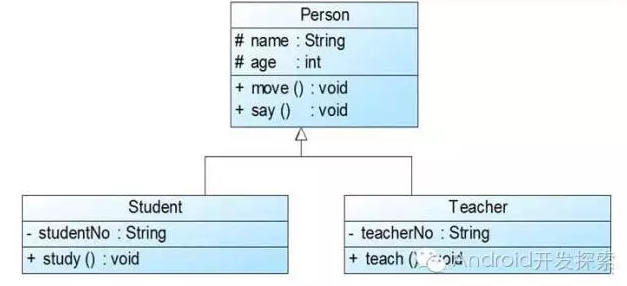 Person
# name : String
# age : int
+ move () : void
+ say () : void
Student
- studentNo : String
+ study () : void
Teacher
- teacherNo : String
+ teach () : void
Android开发探索